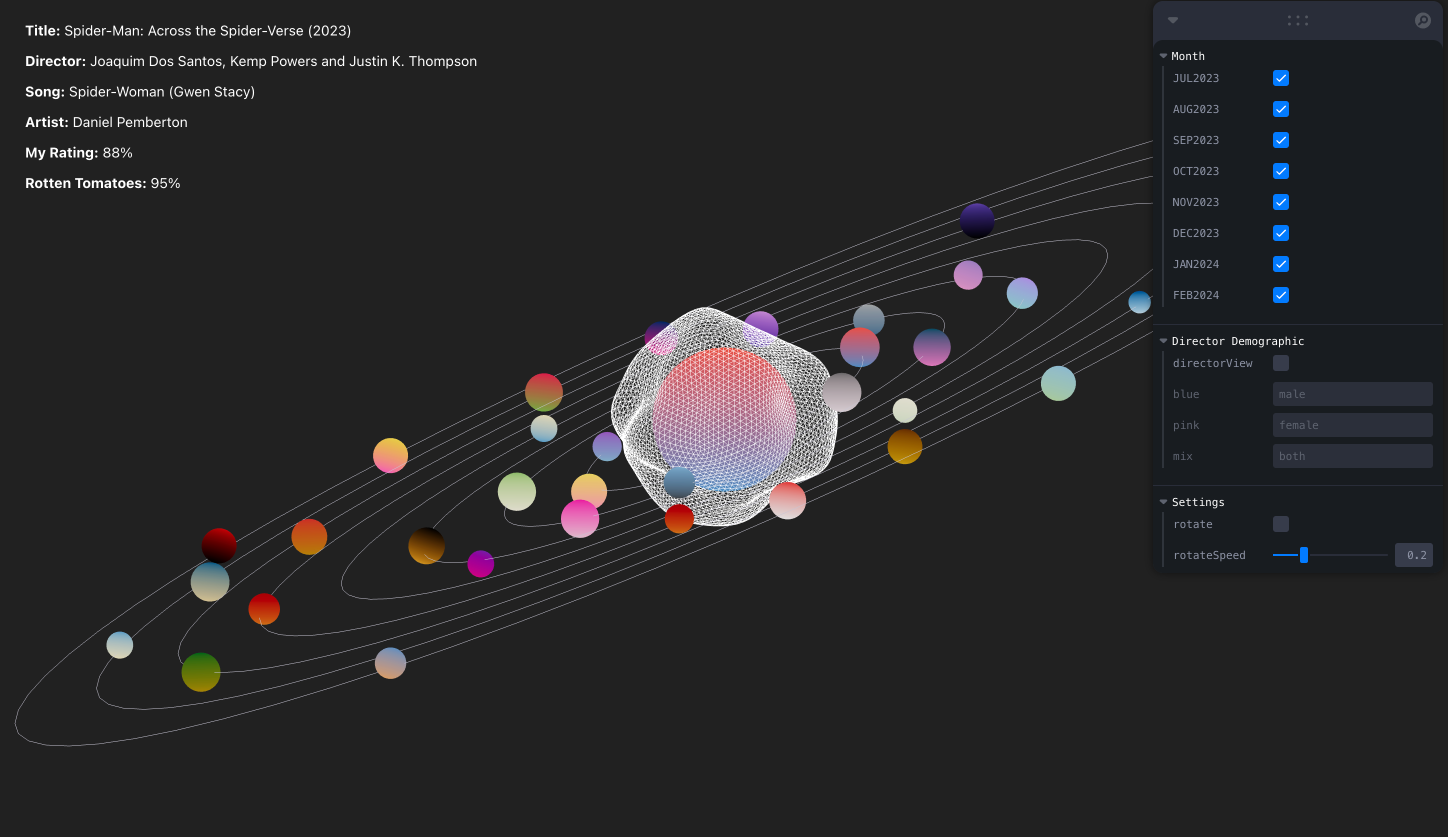 Title: Spider-Man: Across the Spider-Verse (2023)
Director: Joaquim Dos Santos, Kemp Powers and Justin K. Thompson
Song: Spider-Woman (Gwen Stacy)
Artist: Daniel Pemberton
My Rating: 88%
Rotten Tomatoes: 95%
Month
JUL2023
AUG2023
SEP2023
OCT2023
NOV2023
DEC2023
JAN2024
FEB2024
Director Demographic
directorView
blue male
pink female
mix both
Settings
rotate
rotateSpeed 0.2